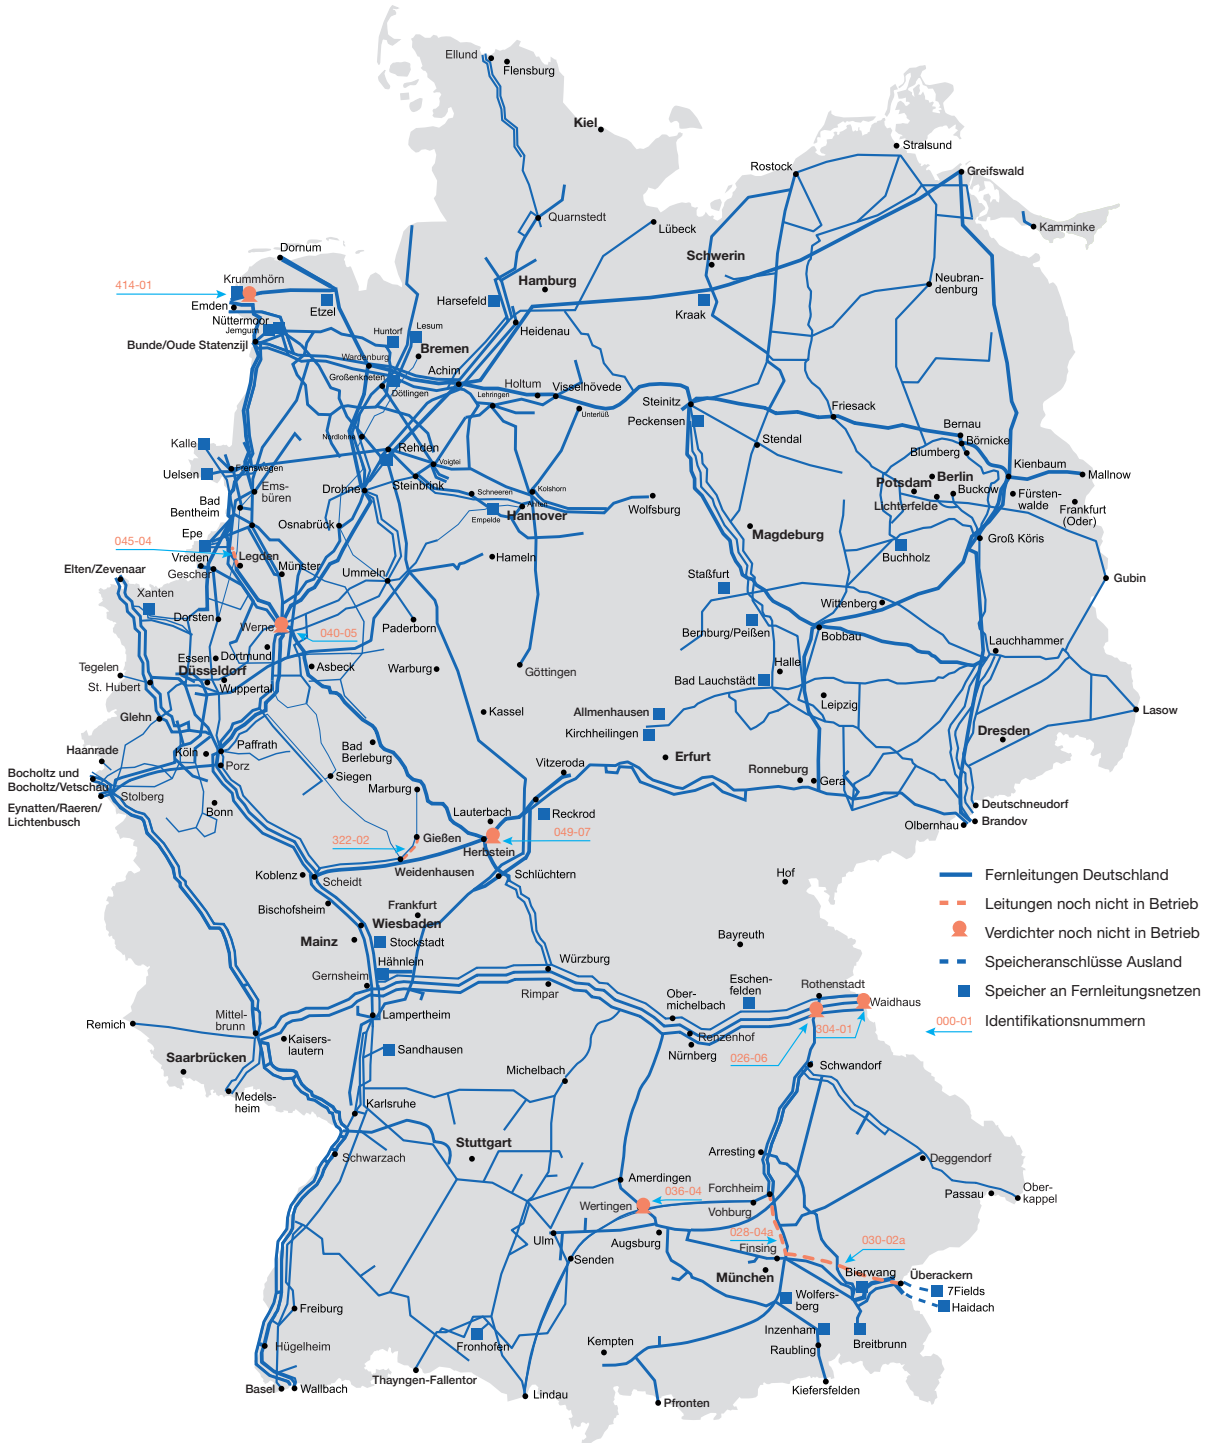 Ellund
Flensburg
Kiel
Stralsund
Rostock
Greifswald
Quarnstedt
Lübeck
Kamminke
Dornum
Schwerin
Krummhörn
414-01
Hamburg
Neubran-
denburg
Emden
Etzel
Harsefeld
Kraak
Nüttermoor
Jemgum
Huntorf
Lesum
Heidenau
Bunde/Oude Statenzijl
Bremen
Wardenburg
Achim
Großenkneten
Dötlingen
Holtum
Visselhövede
Lehringen
Unterlüß
Steinitz
Peckensen
Friesack
Bernau
Börnicke
Blumberg
Stendal
Nordlohne
Rehden
Kalle
Voigtei
Frenswegen
Uelsen
Steinbrink
Kienbaum
Mallnow
Berlin
Potsdam
Buckow
Lichterfelde
Fürsten-
walde
Frankfurt
(Oder)
Ems-
büren
Drohne
Schneeren
Kolshorn
Ahlten
Empelde
Hannover
Wolfsburg
Bad
Bentheim
Osnabrück
Magdeburg
Groß Köris
Epe
045-04
Buchholz
Vreden
Legden
Hameln
Gescher
Münster
Ummeln
Elten/Zevenaar
Gubin
Staßfurt
Xanten
Wittenberg
Dorsten
Werne
040-05
Paderborn
Bernburg/Peißen
Bobbau
Lauchhammer
Essen
Dortmund
Asbeck
Warburg
Göttingen
Halle
Tegelen
Düsseldorf
St. Hubert
Wuppertal
Bad Lauchstädt
Leipzig
Lasow
Glehn
Kassel
Allmenhausen
Kirchheilingen
Dresden
Haanrade
Köln
Paffrath
Bad
Berleburg
Porz
Erfurt
Vitzeroda
Ronneburg
Gera
Bocholtz und
Bocholtz/Vetschau
Stolberg
Siegen
Marburg
Eynatten/Raeren/
Lichtenbusch
Bonn
Lauterbach
Reckrod
Deutschneudorf
Brandov
Olbernhau
322-02
Gießen
049-07
Herbstein
Weidenhausen
Koblenz
Scheidt
Schlüchtern
Hof
Bischofsheim
Frankfurt
Wiesbaden
Mainz
Stockstadt
Bayreuth
Fernleitungen Deutschland
Leitungen noch nicht in Betrieb
Verdichter noch nicht in Betrieb
Speicheranschlüsse Ausland
Speicher an Fernleitungsnetzen
000-01
Identifikationsnummern
Hähnlein
Gernsheim
Würzburg
Rimpar
Eschen-
felden
Rothenstadt
Waidhaus
Ober-
michelbach
Remich
Mittel-
brunn
Lampertheim
304-01
Renzenhof
Nürnberg
026-06
Kaisers-
lautern
Saarbrücken
Sandhausen
Michelbach
Schwandorf
Medels-
heim
Karlsruhe
Stuttgart
Schwarzach
Arresting
Deggendorf
Amerdingen
Forchheim
Passau
Ober-
kappel
036-04
Wertingen
Vohburg
028-04a
030-02a
Ulm
Augsburg
Finsing
Senden
München
Bierwang
Überackern
7Fields
Haidach
Wolfers-
berg
Freiburg
Fronhofen
Inzenham
Breitbrunn
Hügelheim
Kempten
Raubling
Thayngen-Fallentor
Basel
Wallbach
Lindau
Kiefersfelden
Pfronten